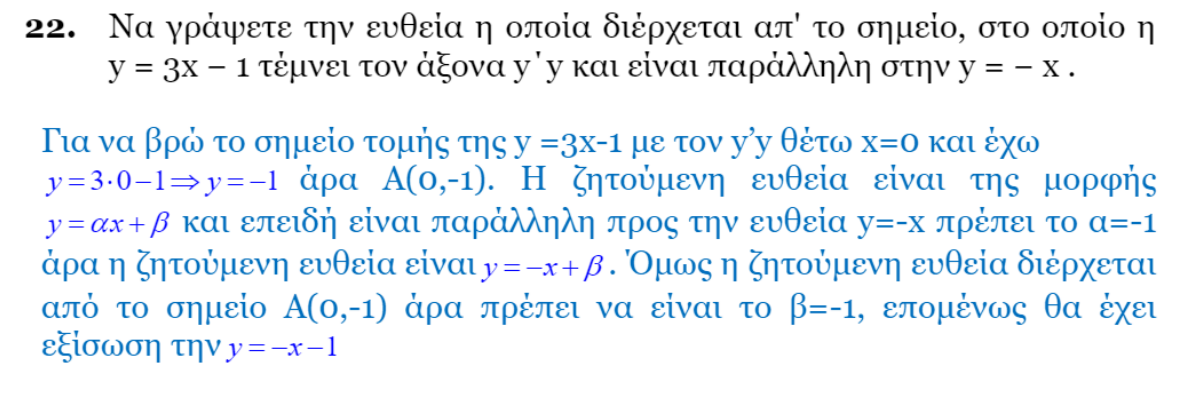 22. Να γράψετε την ευθεία η οποία διέρχεται απ' το σημείο, στο οποίο η
y = 3x – 1 τέμνει τον άξονα y΄y και είναι παράλληλη στην y = – x .
Για να βρώ το σημείο τομής της y =3x-1 με τον y’y θέτω x=0 και έχω
y=3·0−1⇒y=−1 άρα Α(0,-1). Η ζητούμενη ευθεία είναι της μορφής
y=αx+β και επειδή είναι παράλληλη προς την ευθεία y=-x πρέπει το α=-1
άρα η ζητούμενη ευθεία είναι y=−x+β. Όμως η ζητούμενη ευθεία διέρχεται
από το σημείο Α(0,-1) άρα πρέπει να είναι το β=-1, επομένως θα έχει
εξίσωση την y=−x−1